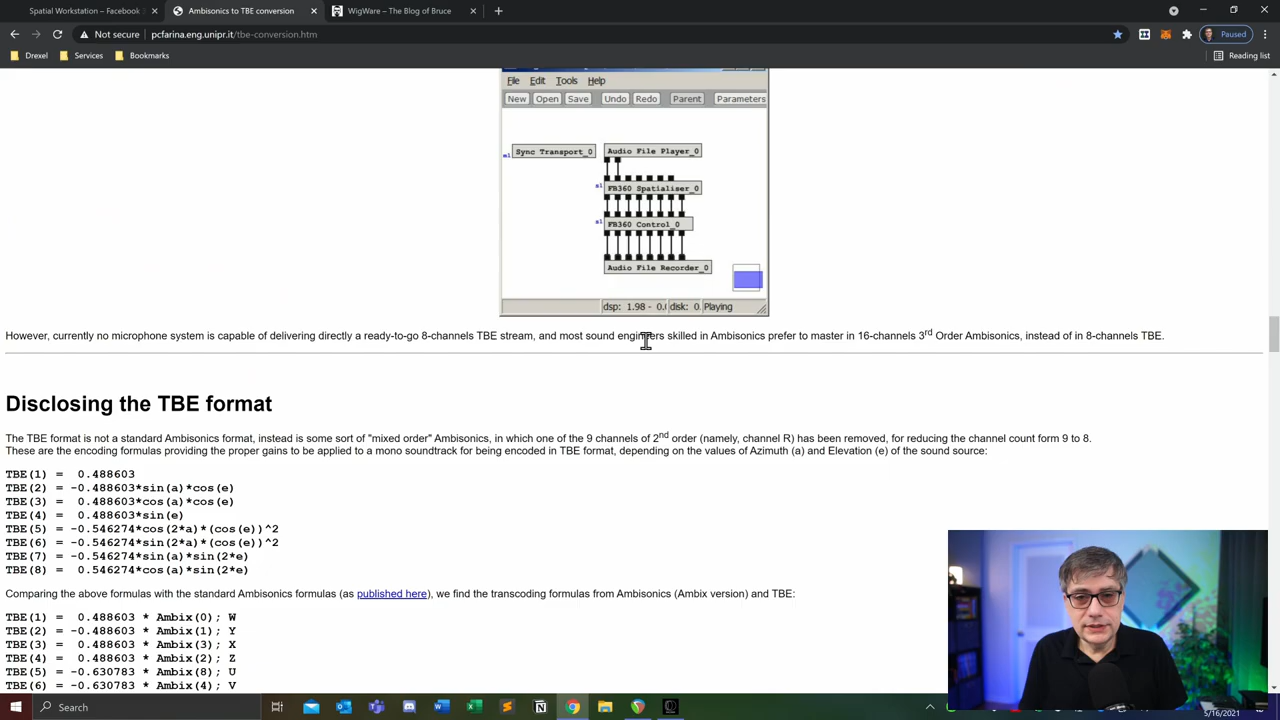 Spatial Workstation – Facebook
Ambisonics to TBE conversion
WigWare – The Blog of Bruce
Not secure
pcfarina.eng.unipr.it/tbe-conversion.htm
Paused
Drexel
Services
Bookmarks
Reading list
File Edit Tools Help
New Open Save Undo Redo Parent Parameters
Sync Transport_0
Audio File Player_0
FB360 Spatialiser_0
FB360 Control_0
Audio File Recorder_0
dsp: 1.98 - 0.0 disk: 0 Playing
However, currently no microphone system is capable of delivering directly a ready-to-go 8-channels TBE stream, and most sound engineers skilled in Ambisonics prefer to master in 16-channels 3rd Order Ambisonics, instead of in 8-channels TBE.
Disclosing the TBE format
The TBE format is not a standard Ambisonics format, instead is some sort of "mixed order" Ambisonics, in which one of the 9 channels of 2nd order (namely, channel R) has been removed, for reducing the channel count form 9 to 8.
These are the encoding formulas providing the proper gains to be applied to a mono soundtrack for being encoded in TBE format, depending on the values of Azimuth (a) and Elevation (e) of the sound source:
TBE(1) = 0.488603
TBE(2) = -0.488603*sin(a)*cos(e)
TBE(3) = 0.488603*cos(a)*cos(e)
TBE(4) = 0.488603*sin(e)
TBE(5) = -0.546274*cos(2*a)*(cos(e))^2
TBE(6) = -0.546274*sin(2*a)*(cos(e))^2
TBE(7) = -0.546274*sin(a)*sin(2*e)
TBE(8) = 0.546274*cos(a)*sin(2*e)
Comparing the above formulas with the standard Ambisonics formulas (as published here), we find the transcoding formulas from Ambisonics (Ambix version) and TBE:
TBE(1) = 0.488603 * Ambix(0); W
TBE(2) = -0.488603 * Ambix(1); Y
TBE(3) = 0.488603 * Ambix(3); X
TBE(4) = 0.488603 * Ambix(2); Z
TBE(5) = -0.630783 * Ambix(8); U
TBE(6) = -0.630783 * Ambix(4); V
Search
5/16/2021